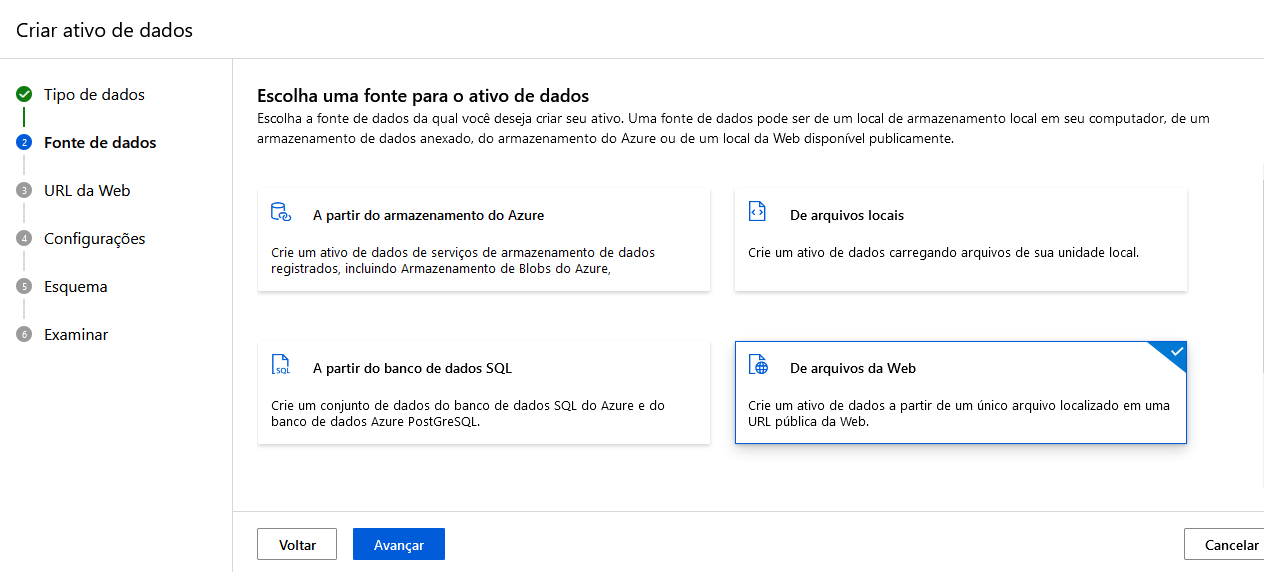 Criar ativo de dados
Tipo de dados
2 Fonte de dados
3 URL da Web
4 Configurações
5 Esquema
6 Examinar
Escolha uma fonte para o ativo de dados
Escolha a fonte de dados da qual você deseja criar seu ativo. Uma fonte de dados pode ser de um local de armazenamento local em seu computador, de um
armazenamento de dados anexado, do armazenamento do Azure ou de um local da Web disponível publicamente.
A partir do armazenamento do Azure
Crie um ativo de dados de serviços de armazenamento de dados
registrados, incluindo Armazenamento de Blobs do Azure,
De arquivos locais
Crie um ativo de dados carregando arquivos de sua unidade local.
SQL
A partir do banco de dados SQL
Crie um conjunto de dados do banco de dados SQL do Azure e do
banco de dados Azure PostGreSQL.
De arquivos da Web
Crie um ativo de dados a partir de um único arquivo localizado em uma
URL pública da Web.
Voltar
Avançar
Cancelar